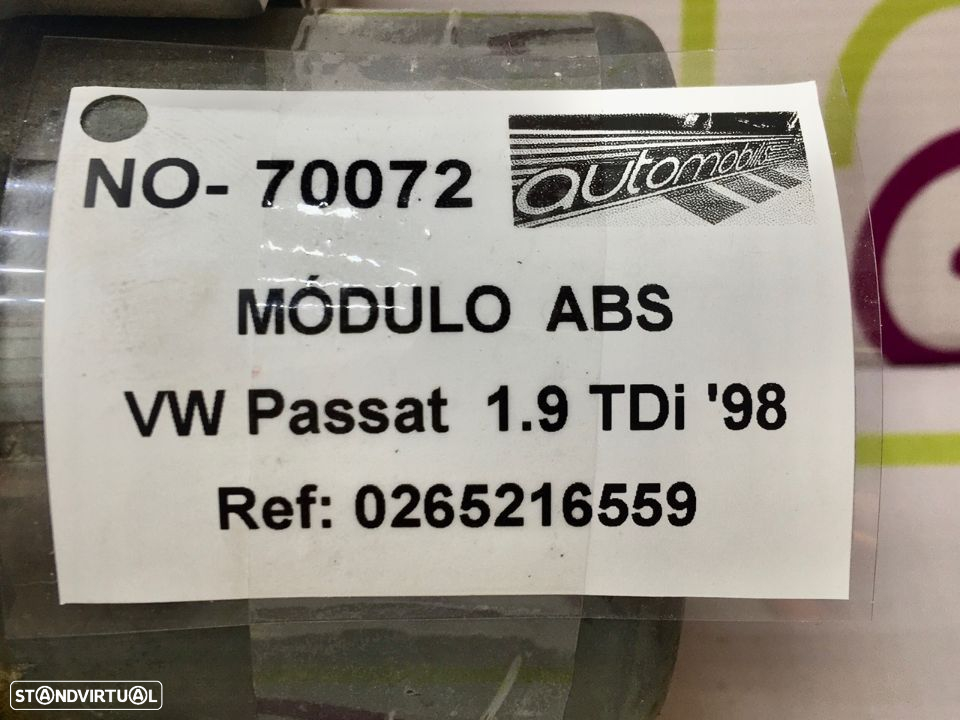 NO- 70072
automobilis
MÓDULO ABS
VW Passat 1.9 TDi '98
Ref: 0265216559
STANDVIRTUAL